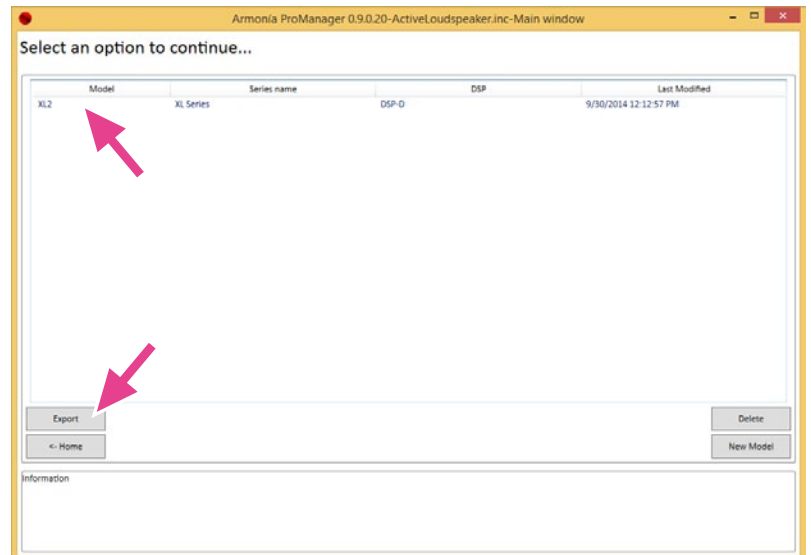 Armonía ProManager 0.9.0.20-ActiveLoudspeaker.inc-Main window
Select an option to continue...
Model Series name DSP Last Modified
XL2 XL Series DSP-D 9/30/2014 12:12:57 PM
Export Delete
<- Home New Model
Information